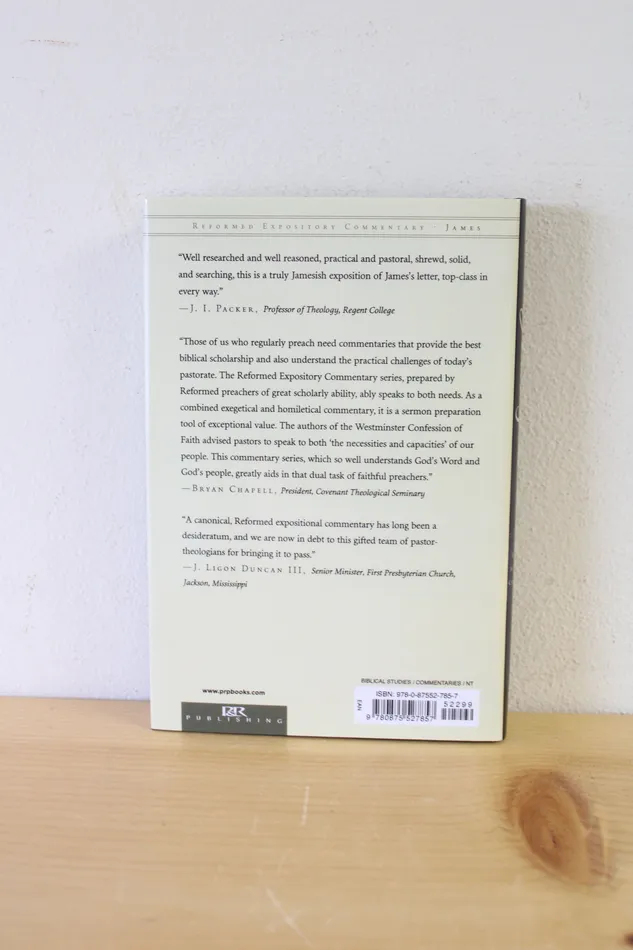 REFORMED EXPOSITORY COMMENTARY JAMES
“Well researched and well reasoned, practical and pastoral, shrewd, solid,
and searching, this is a truly Jamesish exposition of James's letter, top-class in
every way.”
—J. I. PACKER, Professor of Theology, Regent College
“Those of us who regularly preach need commentaries that provide the best
biblical scholarship and also understand the practical challenges of today's
pastorate. The Reformed Expository Commentary series, prepared by
Reformed preachers of great scholarly ability, ably speaks to both needs. As a
combined exegetical and homiletical commentary, it is a sermon preparation
tool of exceptional value. The authors of the Westminster Confession of
Faith advised pastors to speak to both ‘the necessities and capacities’ of our
people. This commentary series, which so well understands God's Word and
God's people, greatly aids in that dual task of faithful preachers.”
—BRYAN CHAPELL, President, Covenant Theological Seminary
“A canonical, Reformed expositional commentary has long been a
desideratum, and we are now in debt to this gifted team of pastor-
theologians for bringing it to pass.”
—J. LIGON DUNCAN III, Senior Minister, First Presbyterian Church,
Jackson, Mississippi
BIBLICAL STUDIES / COMMENTARIES / NT
www.prpbooks.com
ISBN: 978-0-87552-785-7
52299
EAN
9 780875 527857
P&R
PUBLISHING